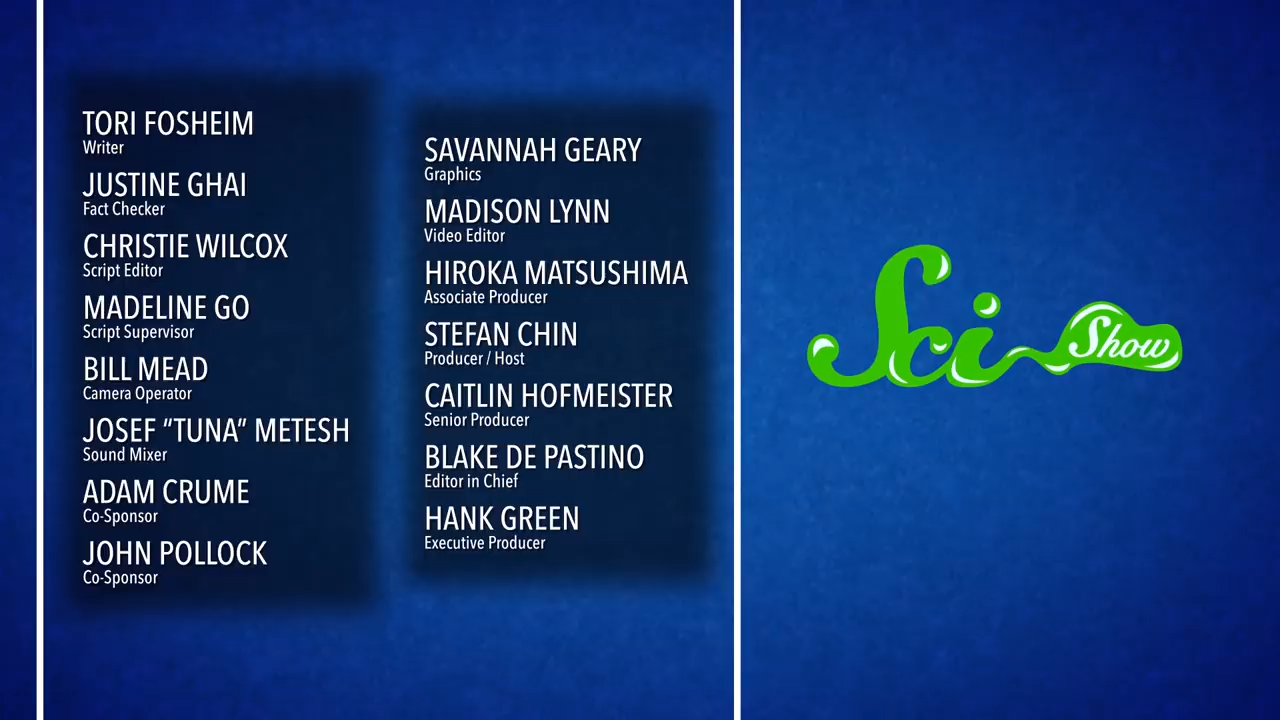 TORI FOSHEIM
Writer
JUSTINE GHAI
Fact Checker
CHRISTIE WILCOX
Script Editor
MADELINE GO
Script Supervisor
BILL MEAD
Camera Operator
JOSEF “TUNA” METESH
Sound Mixer
ADAM CRUME
Co-Sponsor
JOHN POLLOCK
Co-Sponsor
SAVANNAH GEARY
Graphics
MADISON LYNN
Video Editor
HIROKA MATSUSHIMA
Associate Producer
STEFAN CHIN
Producer / Host
CAITLIN HOFMEISTER
Senior Producer
BLAKE DE PASTINO
Editor in Chief
HANK GREEN
Executive Producer
Sci Show